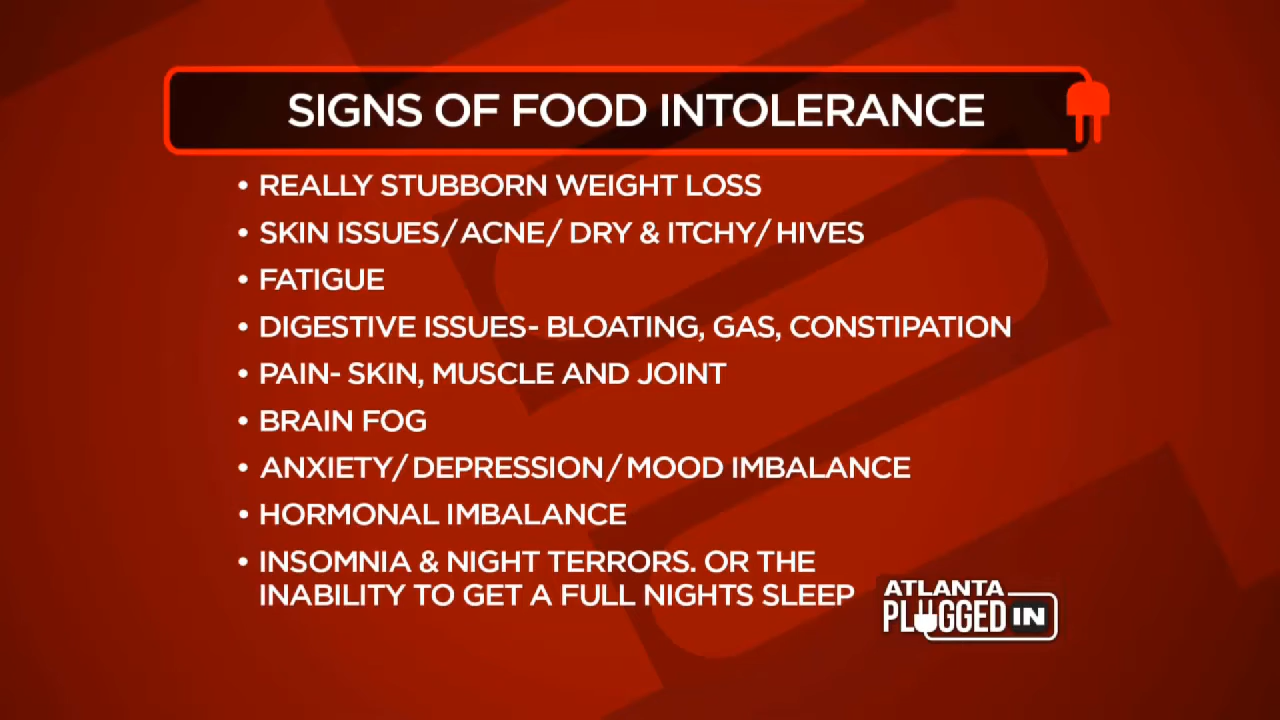 SIGNS OF FOOD INTOLERANCE
• REALLY STUBBORN WEIGHT LOSS
• SKIN ISSUES/ACNE/ DRY & ITCHY/ HIVES
• FATIGUE
• DIGESTIVE ISSUES- BLOATING, GAS, CONSTIPATION
• PAIN- SKIN, MUSCLE AND JOINT
• BRAIN FOG
• ANXIETY/DEPRESSION/MOOD IMBALANCE
• HORMONAL IMBALANCE
• INSOMNIA & NIGHT TERRORS. OR THE
INABILITY TO GET A FULL NIGHTS SLEEP
ATLANTA
PLUGGED IN